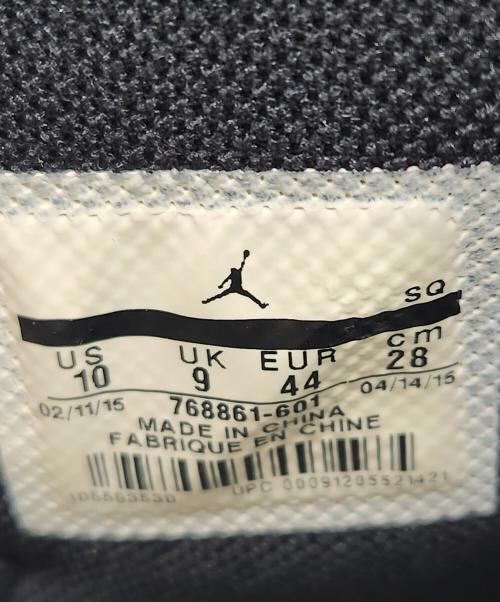 SQ
US UK EUR cm
10 9 44 28
02/11/15 768861-601 04/14/15
MADE IN CHINA
FABRIQUE EN CHINE
UPC 00091205521421